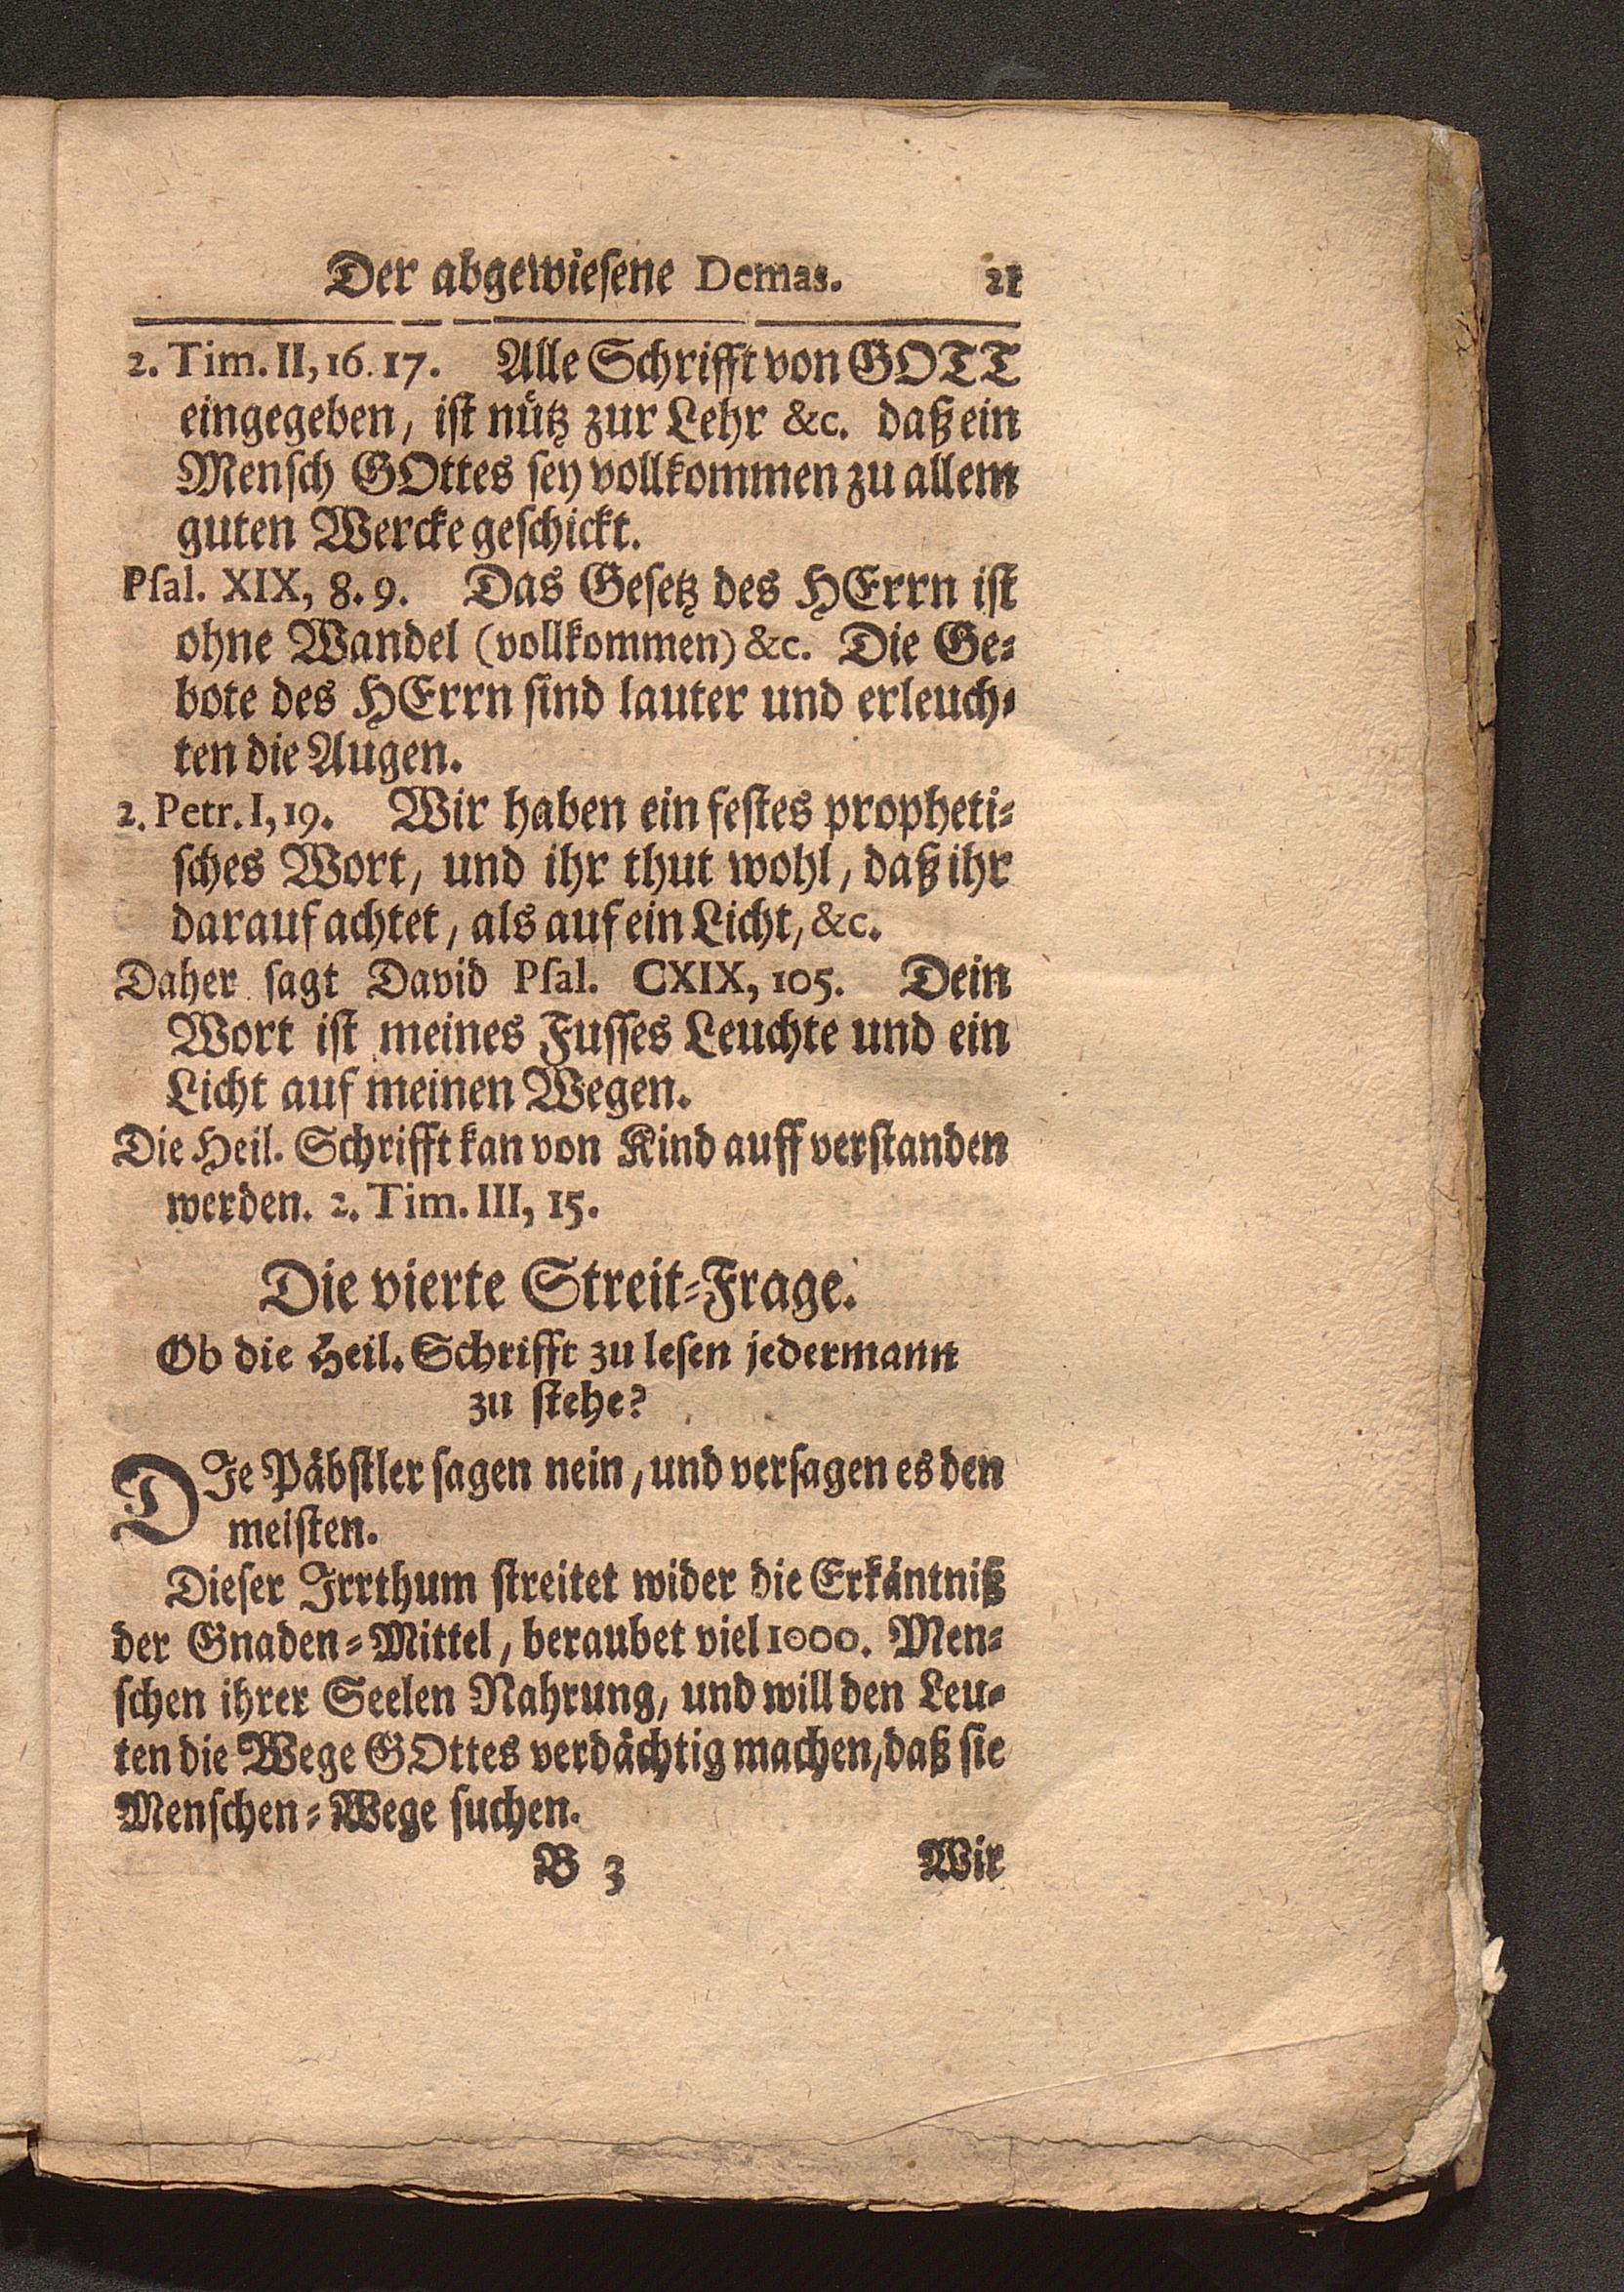 Der abgewiesene Demas. 21
2. Tim. II, 16. 17. Alle Schrifft von GOTT
eingegeben, ist nütz zur Lehr &c. daß ein
Mensch GOttes sey vollkommen zu allem
guten Wercke geschickt.
Psal. XIX, 8. 9. Das Gesetz des HErrn ist
ohne Wandel (vollkommen) &c. Die Ge-
bote des HErrn sind lauter und erleuch-
ten die Augen.
2. Petr. I, 19. Wir haben ein festes propheti-
sches Wort, und ihr thut wohl, daß ihr
darauf achtet, als auf ein Licht, &c.
Daher sagt David Psal. CXIX, 105. Dein
Wort ist meines Fusses Leuchte und ein
Licht auf meinen Wegen.
Die Heil. Schrifft kan von Kind auff verstanden
werden. 2. Tim. III, 15.
Die vierte Streit-Frage.
Ob die Heil. Schrifft zu lesen jedermann
zu stehe?
DIe Päbstler sagen nein, und versagen es den
meisten.
Dieser Irrthum streitet wider die Erkäntniß
der Gnaden-Mittel, beraubet viel 1000. Men-
schen ihrer Seelen Nahrung, und will den Leu-
ten die Wege GOttes verdächtig machen, daß sie
Menschen-Wege suchen.
B 3 Wir